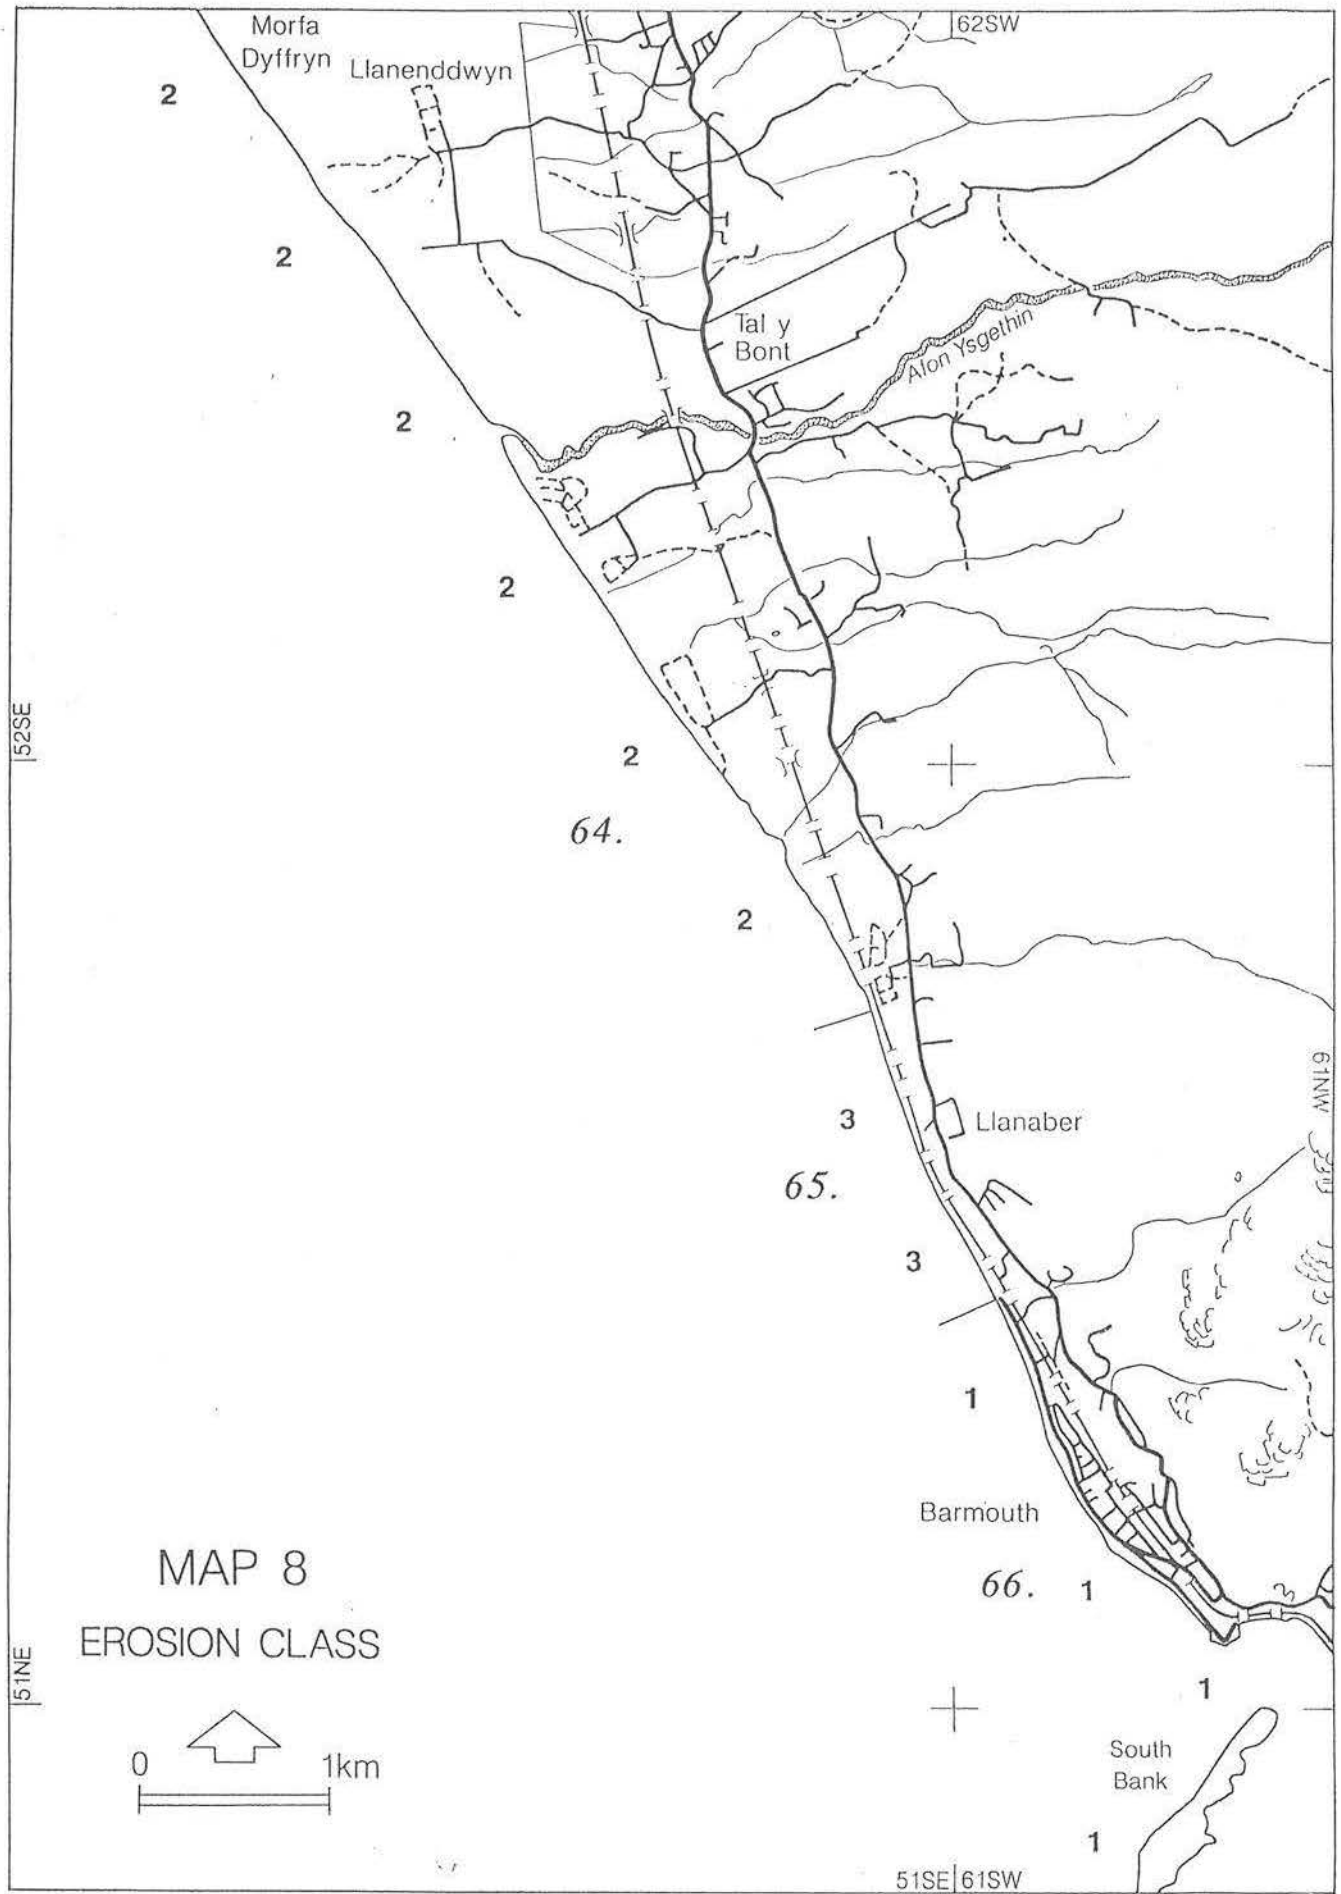 Morfa
Dyffryn
Llanenddwyn
62SW
2
2
Tal y
Bont
Alon Ysgethin
2
2
52SE
2
64.
2
61NW
3
Llanaber
65.
3
1
Barmouth
66.
1
MAP 8
EROSION CLASS
51NE
1
0 1km
South
Bank
1
51SE 61SW